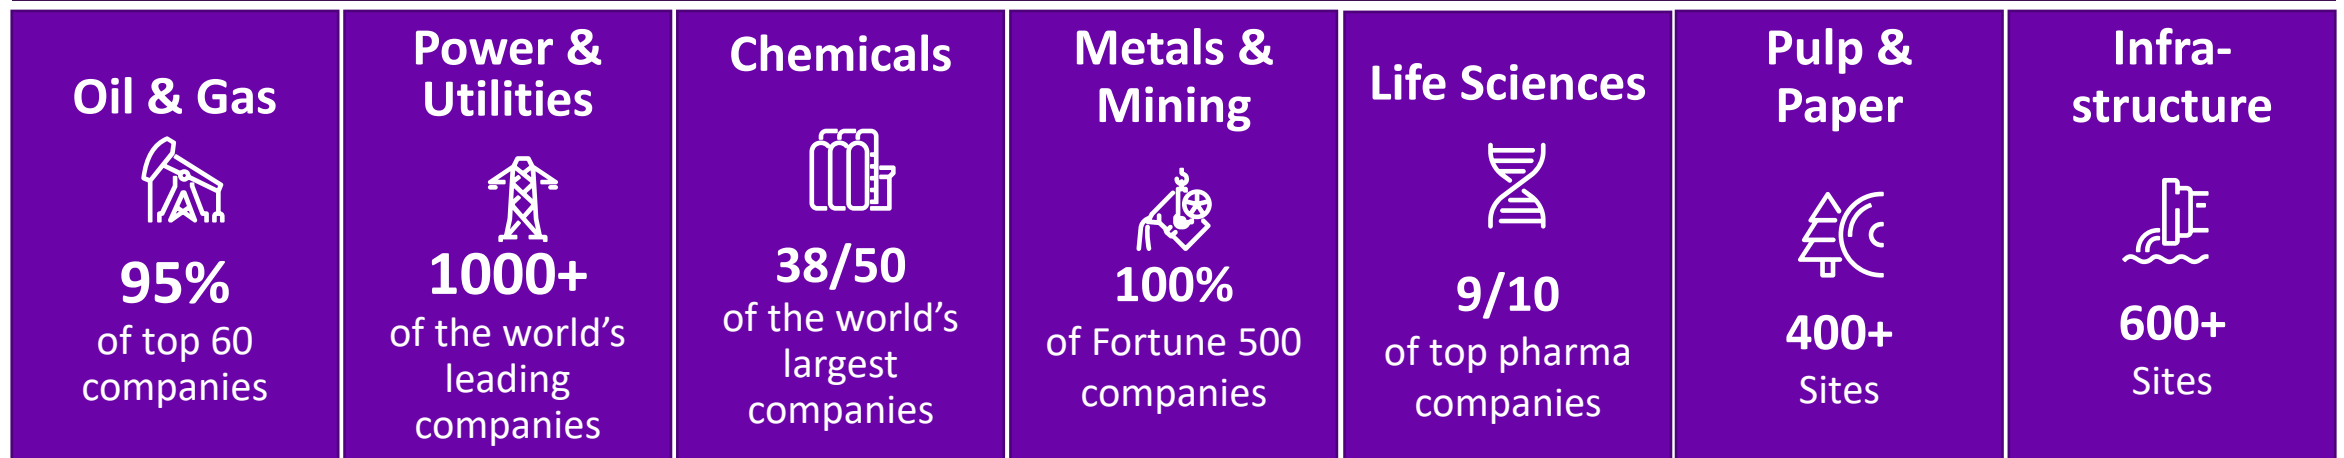 Oil & Gas
95%
of top 60
companies
Power &
Utilities
1000+
of the world’s
leading
companies
Chemicals
38/50
of the world’s
largest
companies
Metals &
Mining
100%
of Fortune 500
companies
Life Sciences
9/10
of top pharma
companies
Pulp &
Paper
400+
Sites
Infra-
structure
600+
Sites